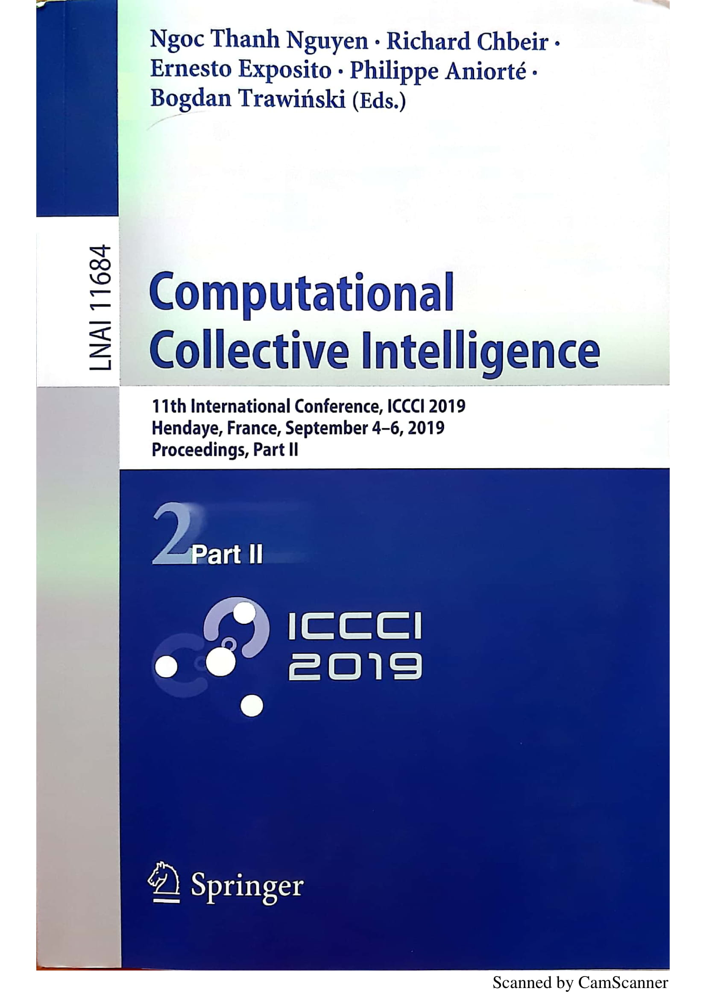 Ngoc Thanh Nguyen · Richard Chbeir ·
Ernesto Exposito · Philippe Aniorté ·
Bogdan Trawiński (Eds.)
LNAI 11684
Computational
Collective Intelligence
11th International Conference, ICCCI 2019
Hendaye, France, September 4–6, 2019
Proceedings, Part II
2 Part II
ICCCI
2019
Springer
Scanned by CamScanner